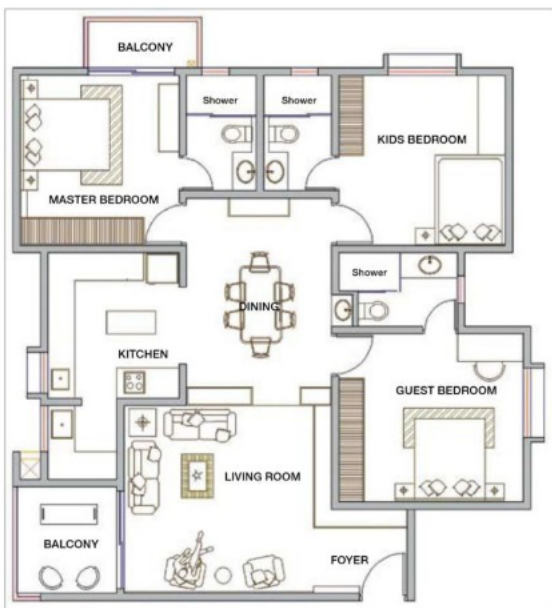 BALCONY
Shower
Shower
KIDS BEDROOM
MASTER BEDROOM
Shower
DINING
KITCHEN
GUEST BEDROOM
LIVING ROOM
BALCONY
FOYER